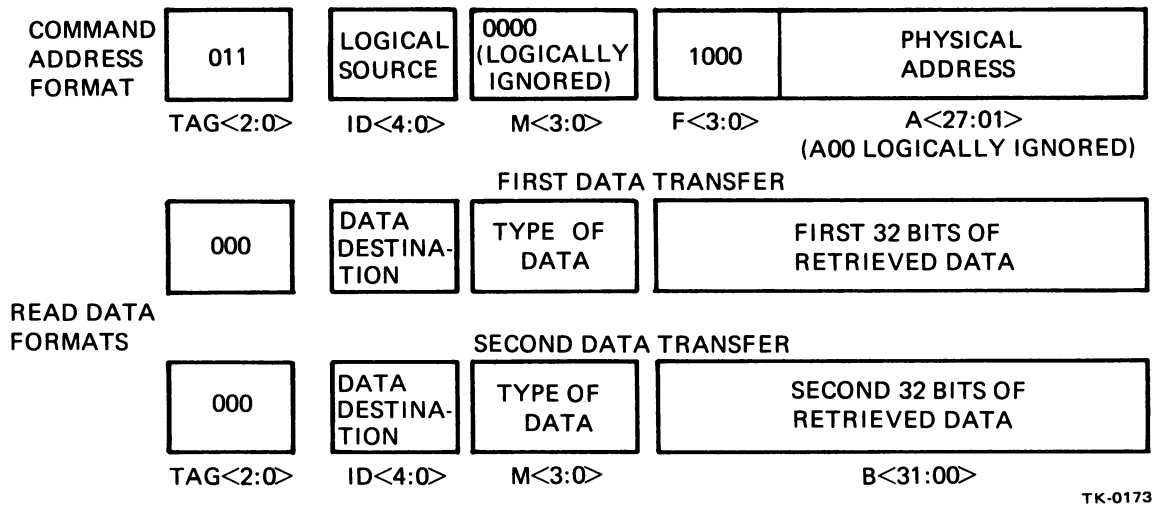 COMMAND
ADDRESS
FORMAT
011
LOGICAL
SOURCE
0000
(LOGICALLY
IGNORED)
1000
PHYSICAL
ADDRESS
TAG<2:0>
ID<4:0>
M<3:0>
F<3:0>
A<27:01>
(A00 LOGICALLY IGNORED)
FIRST DATA TRANSFER
000
DATA
DESTINA-
TION
TYPE OF
DATA
FIRST 32 BITS OF
RETRIEVED DATA
READ DATA
FORMATS
SECOND DATA TRANSFER
000
DATA
DESTINA-
TION
TYPE OF
DATA
SECOND 32 BITS OF
RETRIEVED DATA
TAG<2:0>
ID<4:0>
M<3:0>
B<31:00>
TK-0173